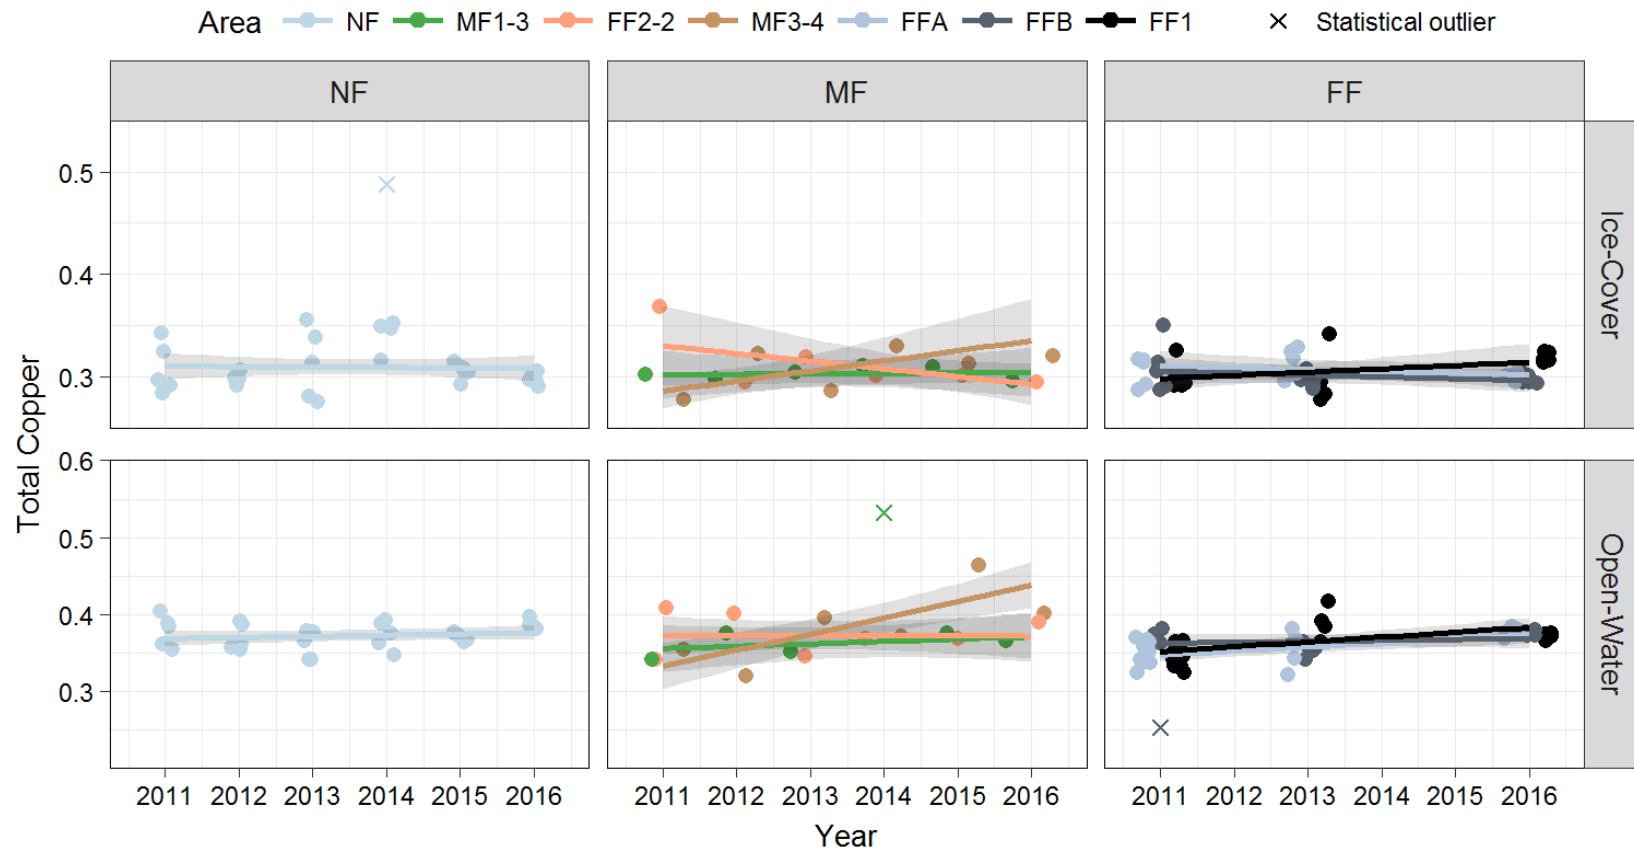 Area NF MF1-3 FF2-2 MF3-4 FFA FFB FF1 Statistical outlier
NF MF FF
Total Copper
0.5
0.4
0.3
Ice-Cover
0.6
0.5
0.4
0.3
Open-Water
2011 2012 2013 2014 2015 2016 2011 2012 2013 2014 2015 2016 2011 2012 2013 2014 2015 2016
Year